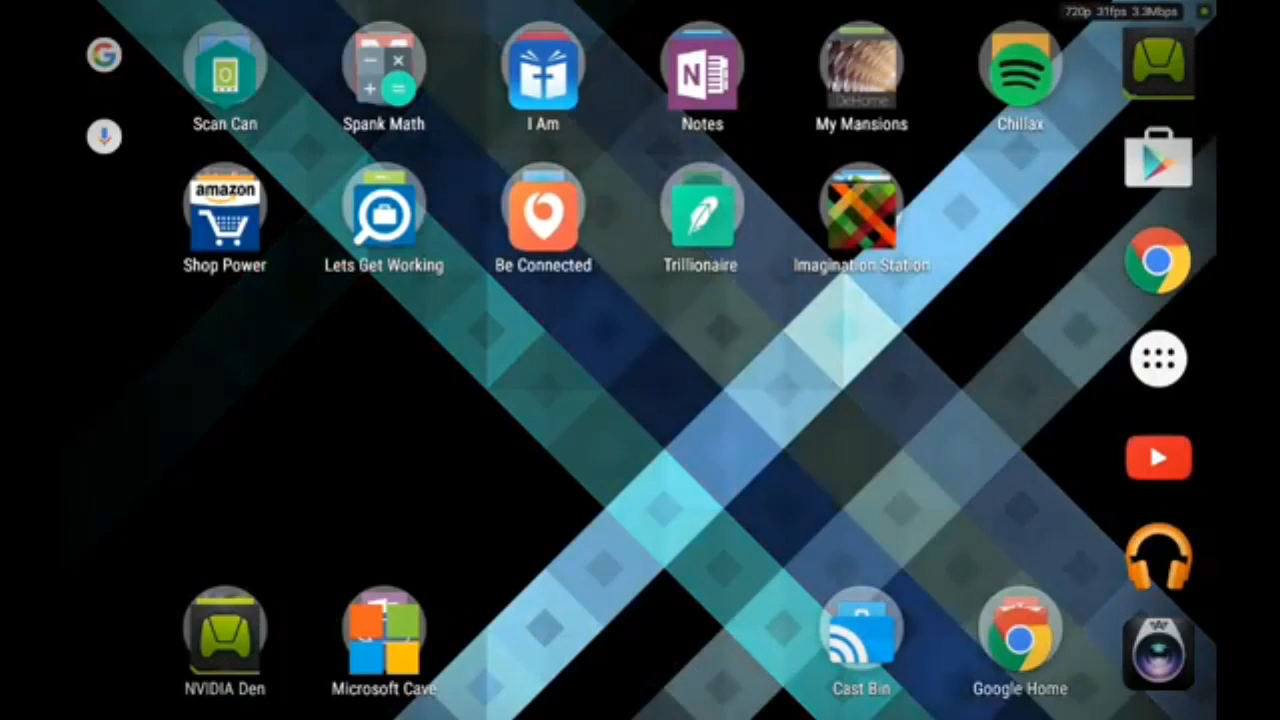 720p 31fps 3.3Mbps
Scan Can
Spank Math
I Am
Notes
My Mansions
Chillax
N
DeHome
amazon
Shop Power
Lets Get Working
Be Connected
Trillionaire
Imagination Station
NVIDIA Den
Microsoft Cave
Cast Bin
Google Home